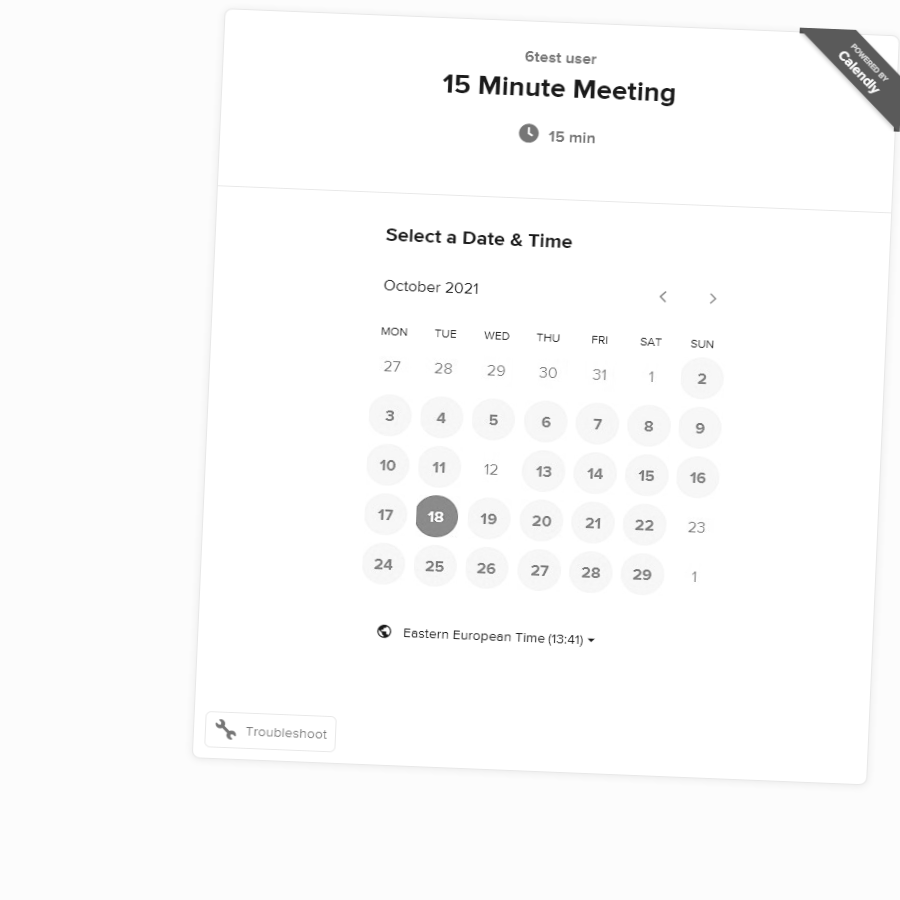 6test user
15 Minute Meeting
15 min
POWERED BY
Calendly
Select a Date & Time
October 2021
MON TUE WED THU FRI SAT SUN
27 28 29 30 31 1 2
3 4 5 6 7 8 9
10 11 12 13 14 15 16
17 18 19 20 21 22 23
24 25 26 27 28 29 1
Eastern European Time (13:41)
Troubleshoot